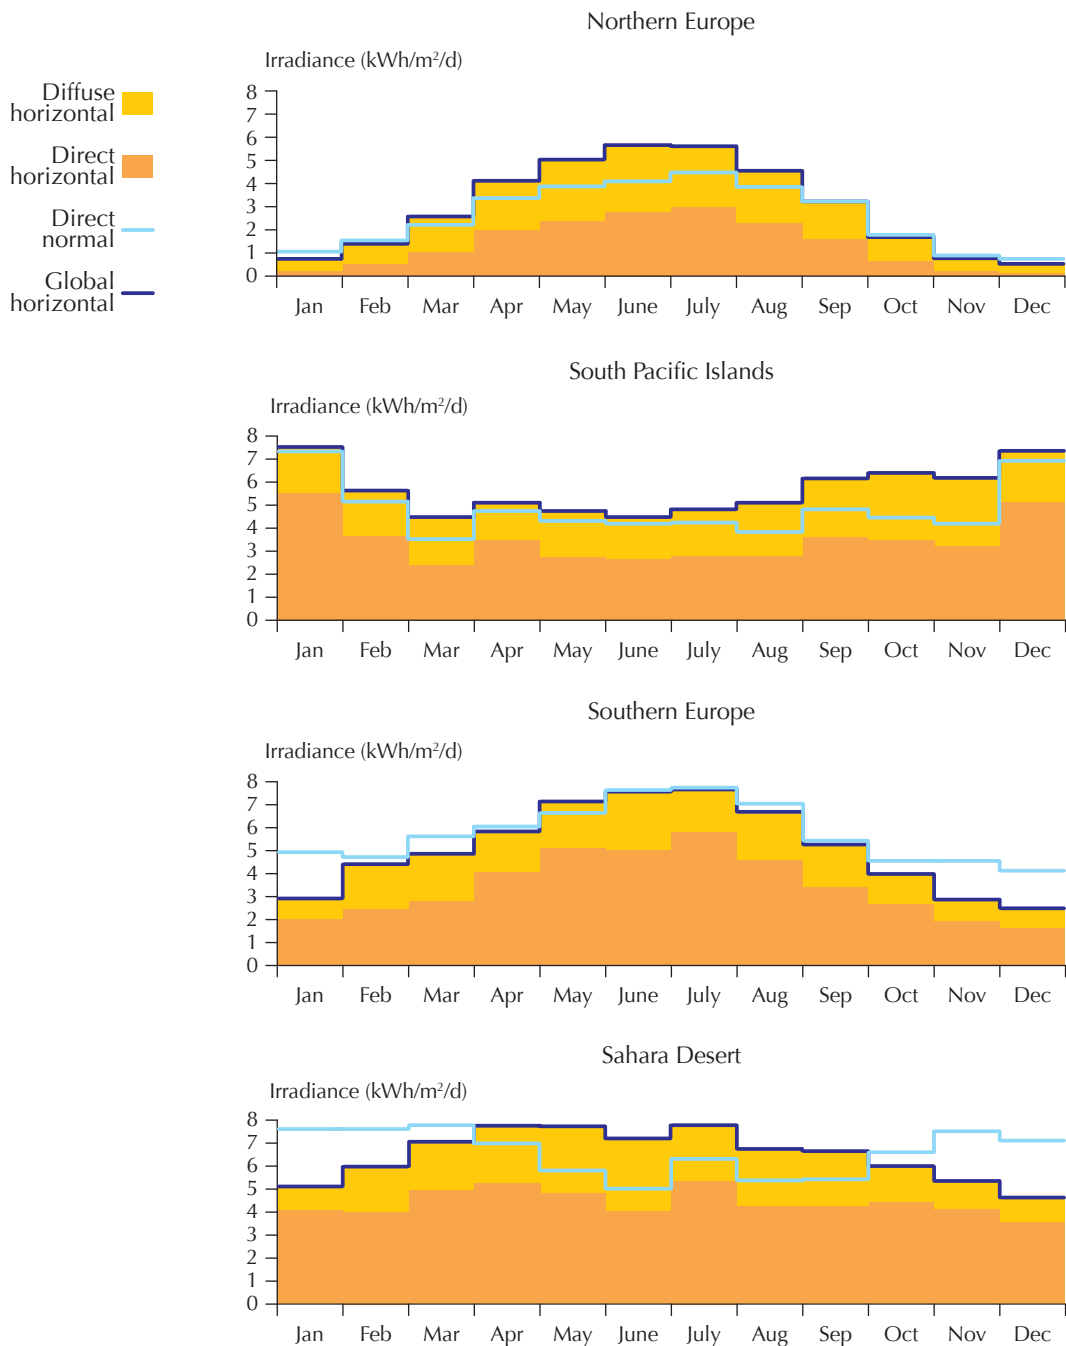 Northern Europe
Irradiance (kWh/m²/d)
Diffuse
horizontal
Direct
horizontal
Direct
normal
Global
horizontal
8
7
6
5
4
3
2
1
0
Jan Feb Mar Apr May June July Aug Sep Oct Nov Dec
South Pacific Islands
Irradiance (kWh/m²/d)
8
7
6
5
4
3
2
1
0
Jan Feb Mar Apr May June July Aug Sep Oct Nov Dec
Southern Europe
Irradiance (kWh/m²/d)
8
7
6
5
4
3
2
1
0
Jan Feb Mar Apr May June July Aug Sep Oct Nov Dec
Sahara Desert
Irradiance (kWh/m²/d)
8
7
6
5
4
3
2
1
0
Jan Feb Mar Apr May June July Aug Sep Oct Nov Dec